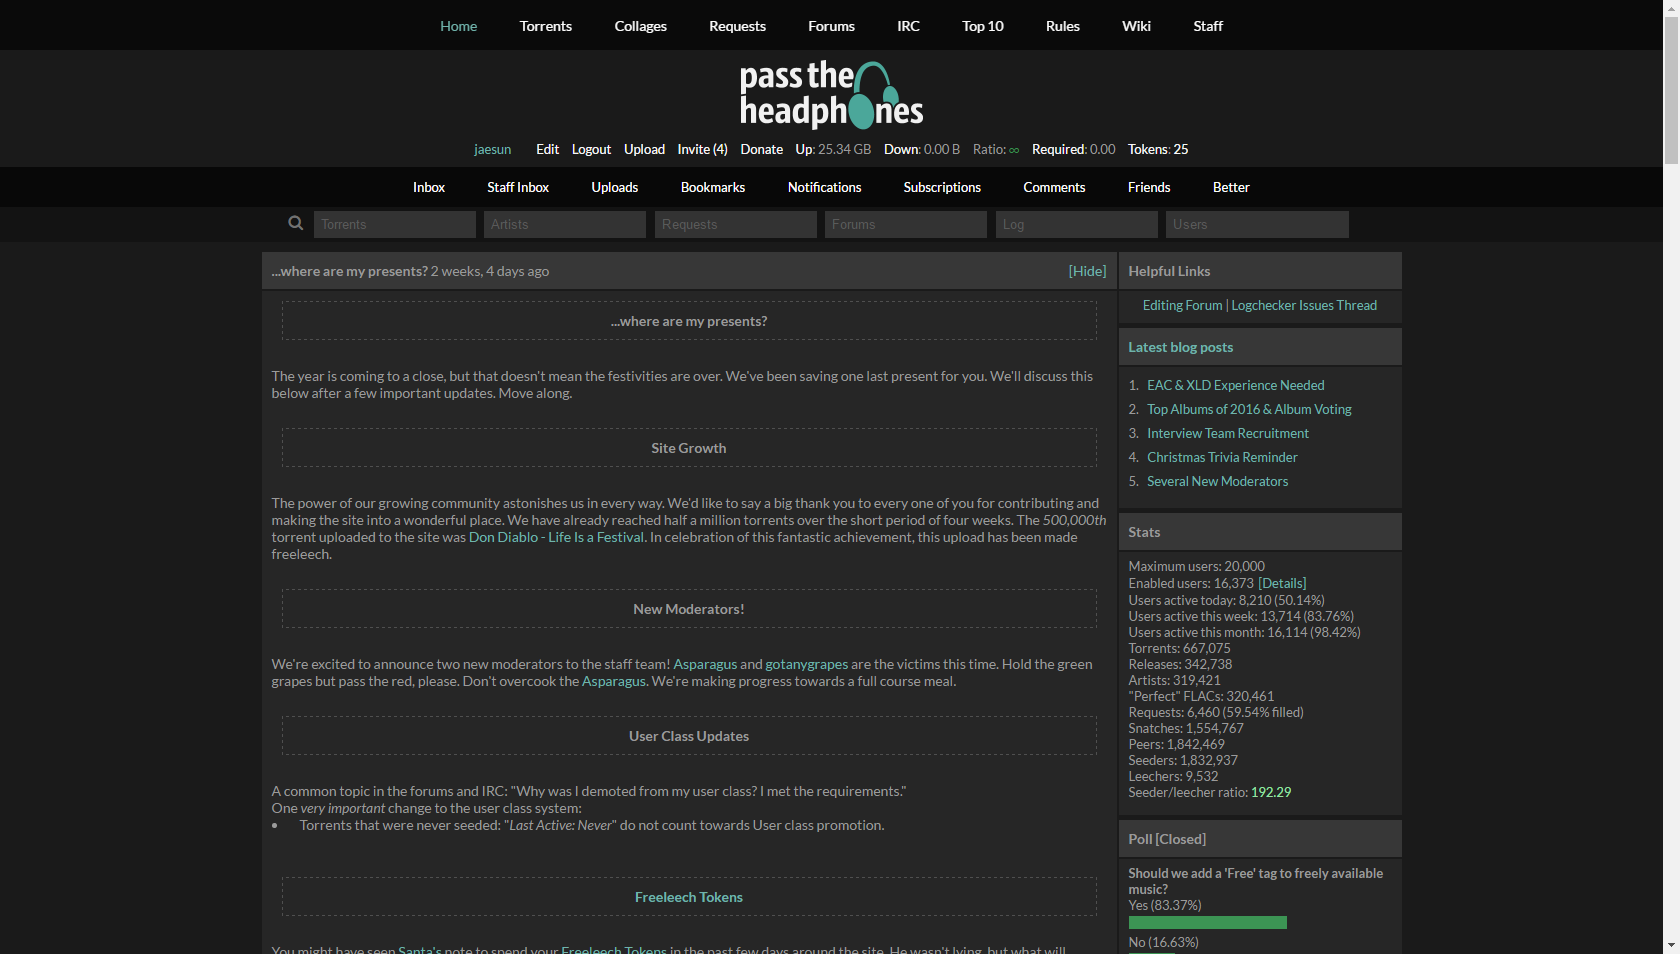 Home Torrents Collages Requests Forums IRC Top 10 Rules Wiki Staff
pass the
headphones
jaesun Edit Logout Upload Invite (4) Donate Up: 25.34 GB Down: 0.00 B Ratio: ∞ Required: 0.00 Tokens: 25
Inbox Staff Inbox Uploads Bookmarks Notifications Subscriptions Comments Friends Better
Torrents Artists Requests Forums Log Users
...where are my presents? 2 weeks, 4 days ago [Hide]
...where are my presents?
The year is coming to a close, but that doesn't mean the festivities are over. We've been saving one last present for you. We'll discuss this
below after a few important updates. Move along.
Site Growth
The power of our growing community astonishes us in every way. We'd like to say a big thank you to every one of you for contributing and
making the site into a wonderful place. We have already reached half a million torrents over the short period of four weeks. The 500,000th
torrent uploaded to the site was Don Diablo - Life Is a Festival. In celebration of this fantastic achievement, this upload has been made
freeleech.
New Moderators!
We're excited to announce two new moderators to the staff team! Asparagus and gotanygrapes are the victims this time. Hold the green
grapes but pass the red, please. Don't overcook the Asparagus. We're making progress towards a full course meal.
User Class Updates
A common topic in the forums and IRC: "Why was I demoted from my user class? I met the requirements."
One very important change to the user class system:
• Torrents that were never seeded: "Last Active: Never" do not count towards User class promotion.
Freeleech Tokens
You might have seen Santa's note to spend your Freeleech Tokens in the past few days around the site. He wasn't lying, but what will
Helpful Links
Editing Forum | Logchecker Issues Thread
Latest blog posts
1. EAC & XLD Experience Needed
2. Top Albums of 2016 & Album Voting
3. Interview Team Recruitment
4. Christmas Trivia Reminder
5. Several New Moderators
Stats
Maximum users: 20,000
Enabled users: 16,373 [Details]
Users active today: 8,210 (50.14%)
Users active this week: 13,714 (83.76%)
Users active this month: 16,114 (98.42%)
Torrents: 667,075
Releases: 342,738
Artists: 319,421
"Perfect" FLACs: 320,461
Requests: 6,460 (59.54% filled)
Snatches: 1,554,767
Peers: 1,842,469
Seeders: 1,832,937
Leechers: 9,532
Seeder/leecher ratio: 192.29
Poll [Closed]
Should we add a 'Free' tag to freely available
music?
Yes (83.37%)
No (16.63%)